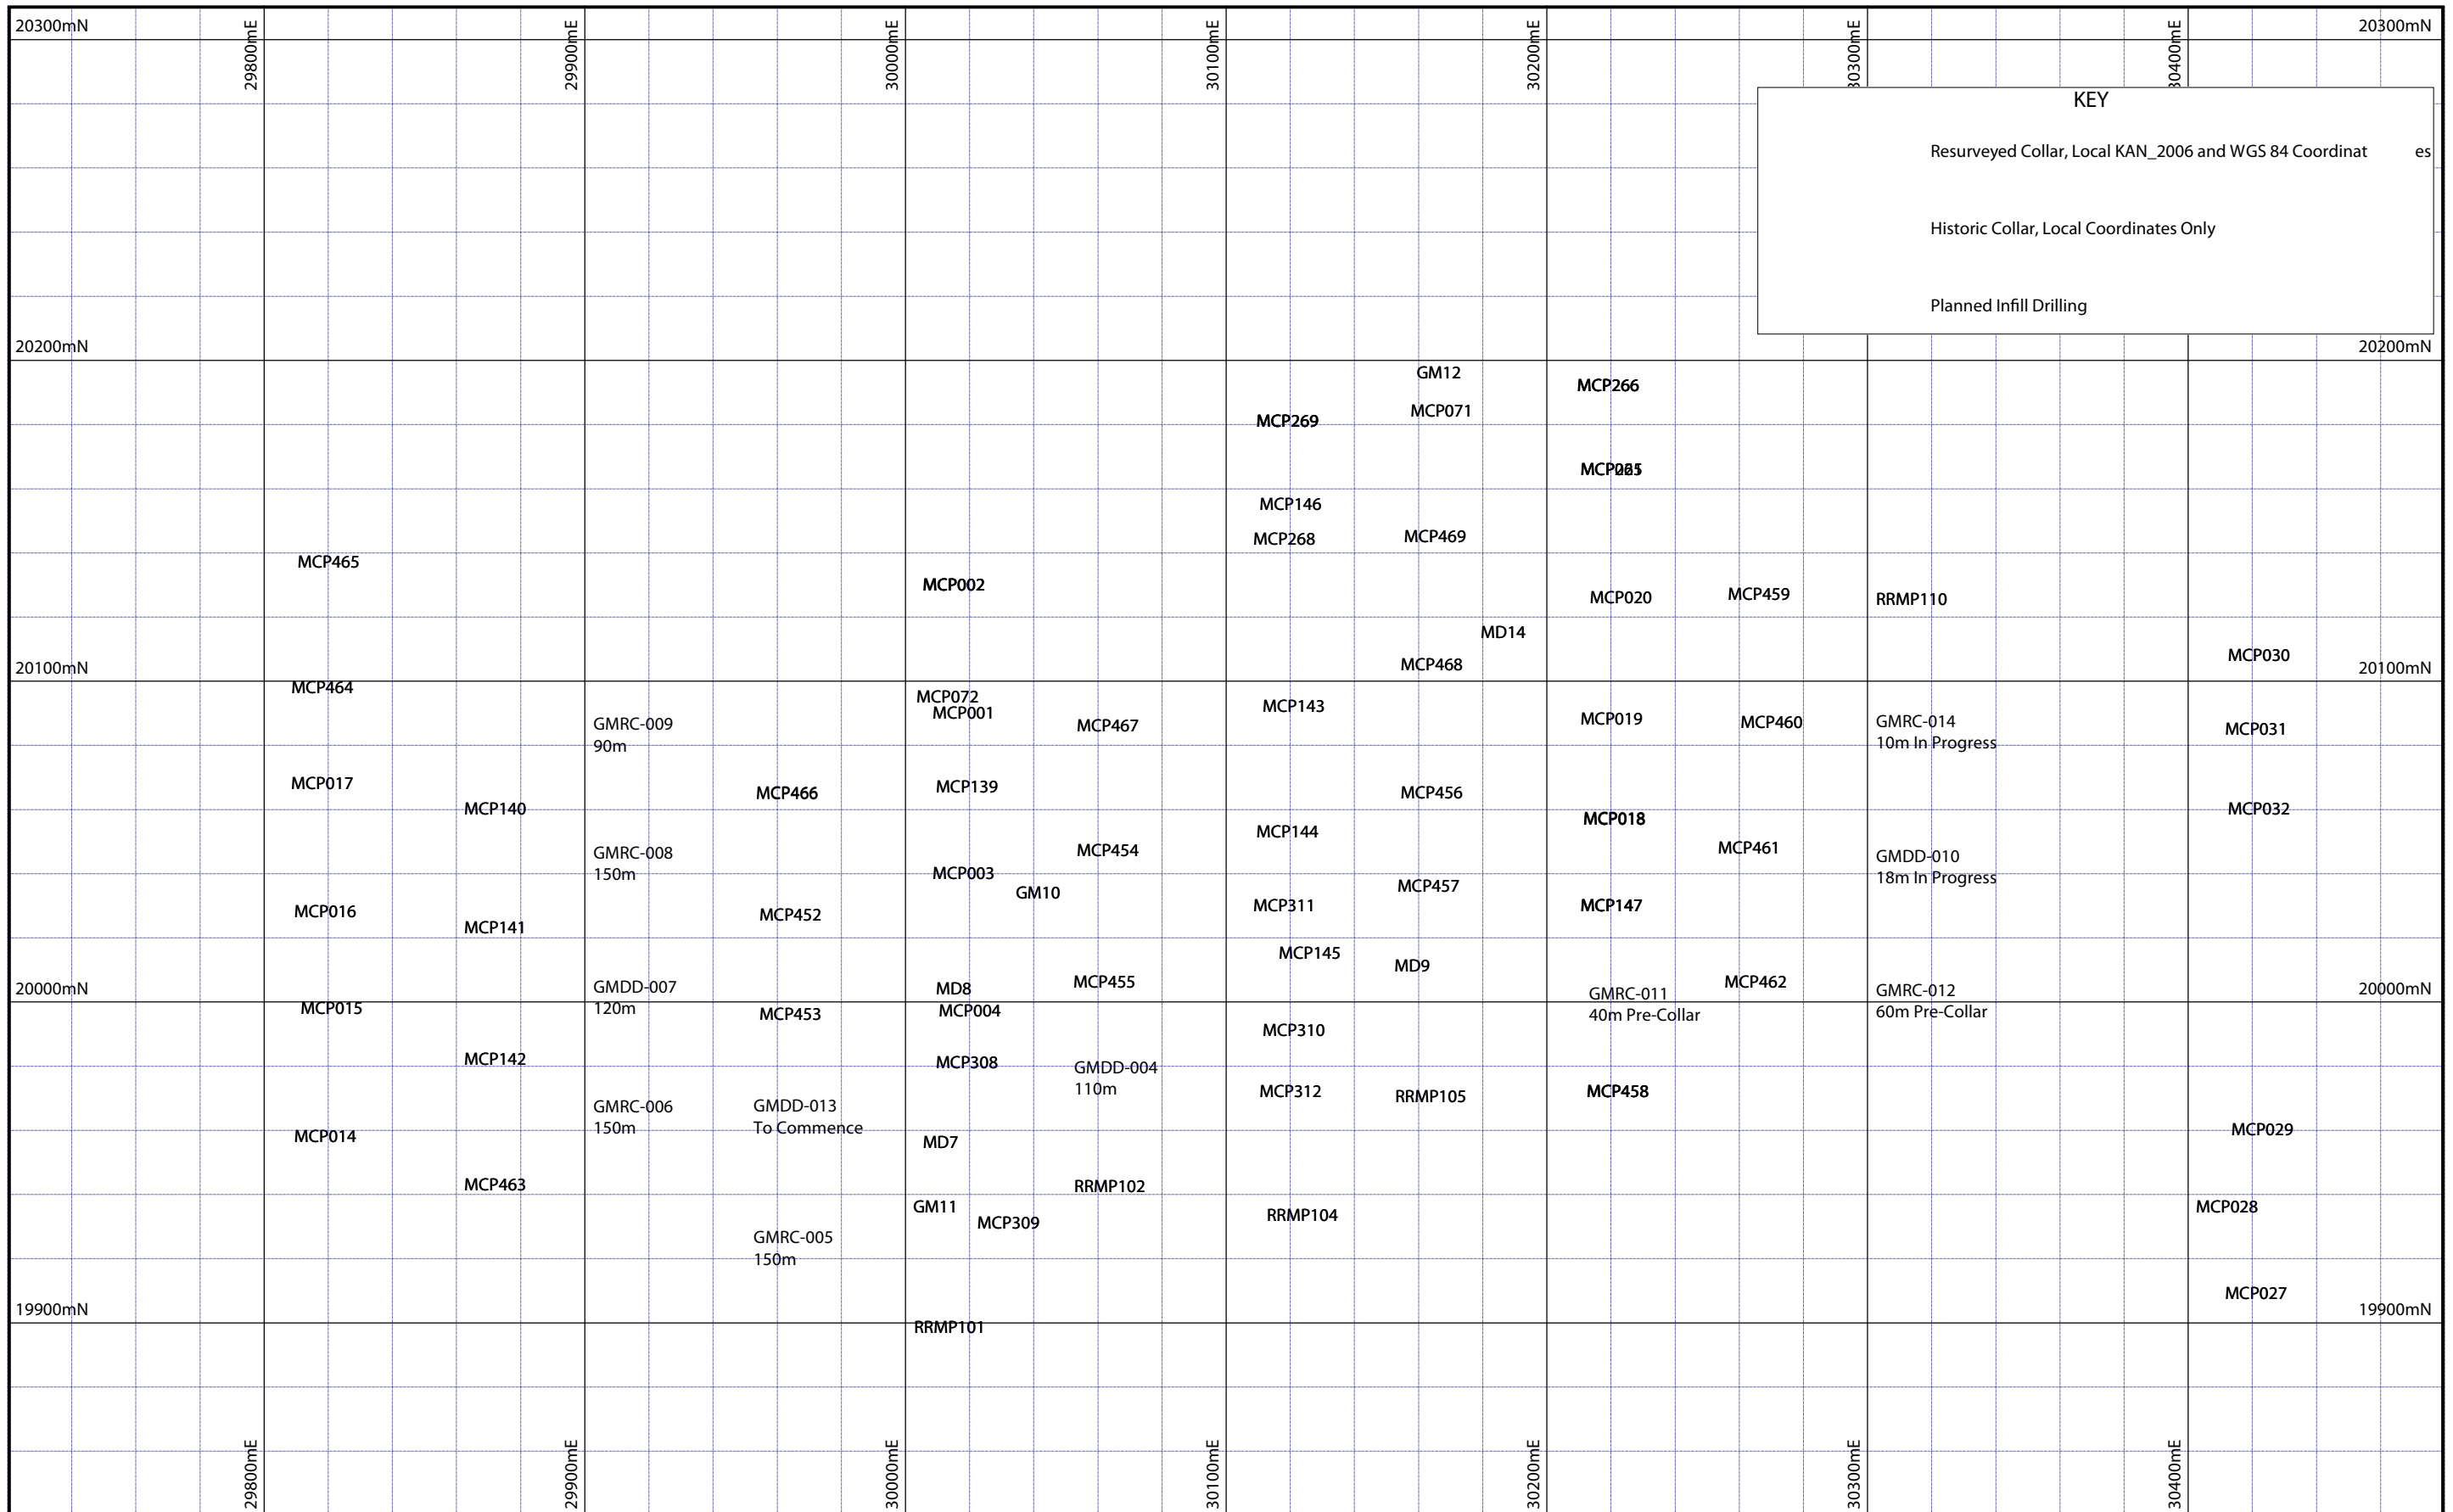 29800mE
29900mE
30000mE
30100mE
30200mE
30300mE
30400mE
20300mN
20300mN
KEY
Resurveyed Collar, Local KAN_2006 and WGS 84 Coordinat es
Historic Collar, Local Coordinates Only
Planned Infill Drilling
20200mN
20200mN
GM12
MCP266
MCP071
MCP269
MCP146
MCP469
MCP268
MCP465
MCP002
MCP459
MCP020
RRMP110
MD14
MCP030
MCP468
20100mN
20100mN
MCP464
MCP072
MCP143
MCP001
MCP019
GMRC-014
10m In Progress
MCP460
GMRC-009
90m
MCP467
MCP031
MCP017
MCP139
MCP456
MCP466
MCP140
MCP032
MCP018
MCP144
MCP461
MCP454
GMRC-008
150m
GMDD-010
18m In Progress
MCP003
MCP457
GM10
MCP311
MCP147
MCP016
MCP452
MCP141
MCP145
MD9
MCP455
MCP462
GMDD-007
120m
MD8
20000mN
20000mN
GMRC-012
60m Pre-Collar
GMRC-011
40m Pre-Collar
MCP015
MCP004
MCP453
MCP310
MCP142
MCP308
GMDD-004
110m
MCP312
MCP458
RRMP105
GMRC-006
150m
GMDD-013
To Commence
MCP029
MCP014
MD7
MCP463
RRMP102
GM11
MCP028
RRMP104
MCP309
GMRC-005
150m
MCP027
19900mN
19900mN
RRMP101
29800mE
29900mE
30000mE
30100mE
30200mE
30300mE
30400mE